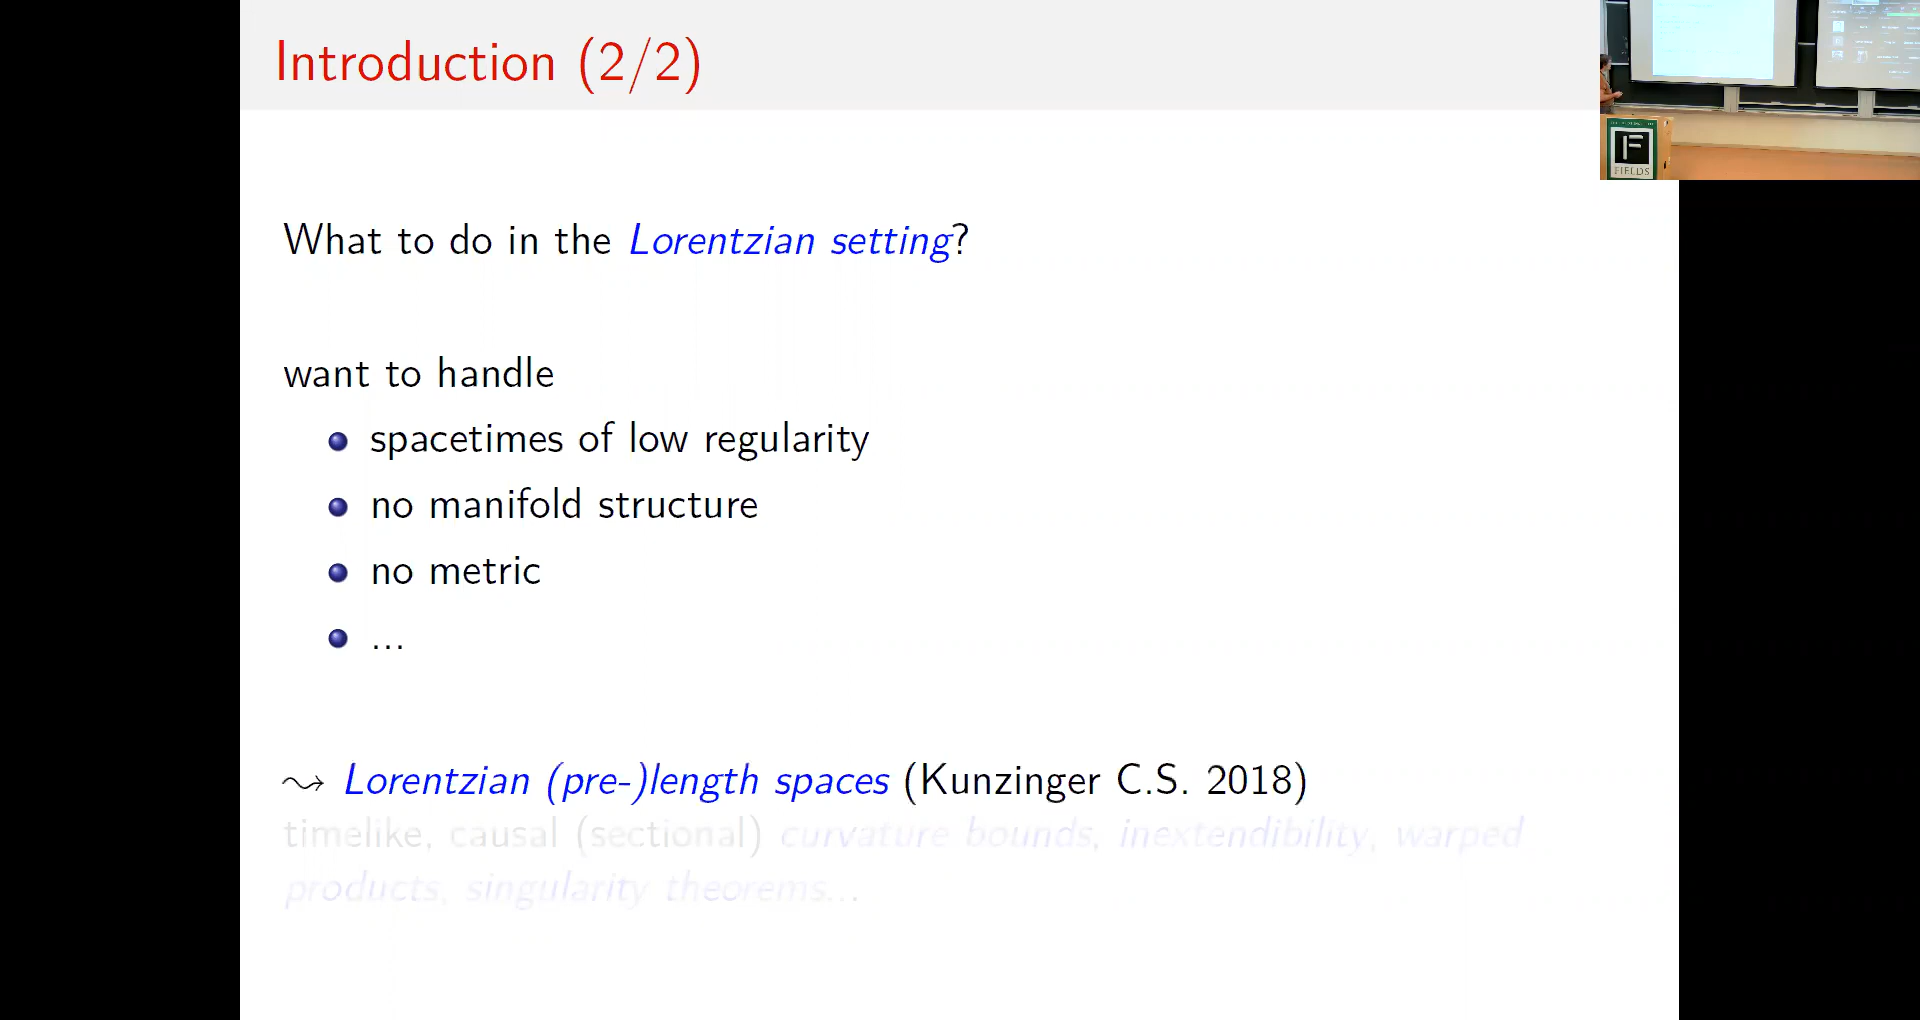 Introduction (2/2)
What to do in the Lorentzian setting?
want to handle
spacetimes of low regularity
no manifold structure
no metric
...
⤳ Lorentzian (pre-)length spaces (Kunzinger C.S. 2018)
timelike, causal (sectional) curvature bounds, inextendibility, warped
products, singularity theorems...
F
FIELDS